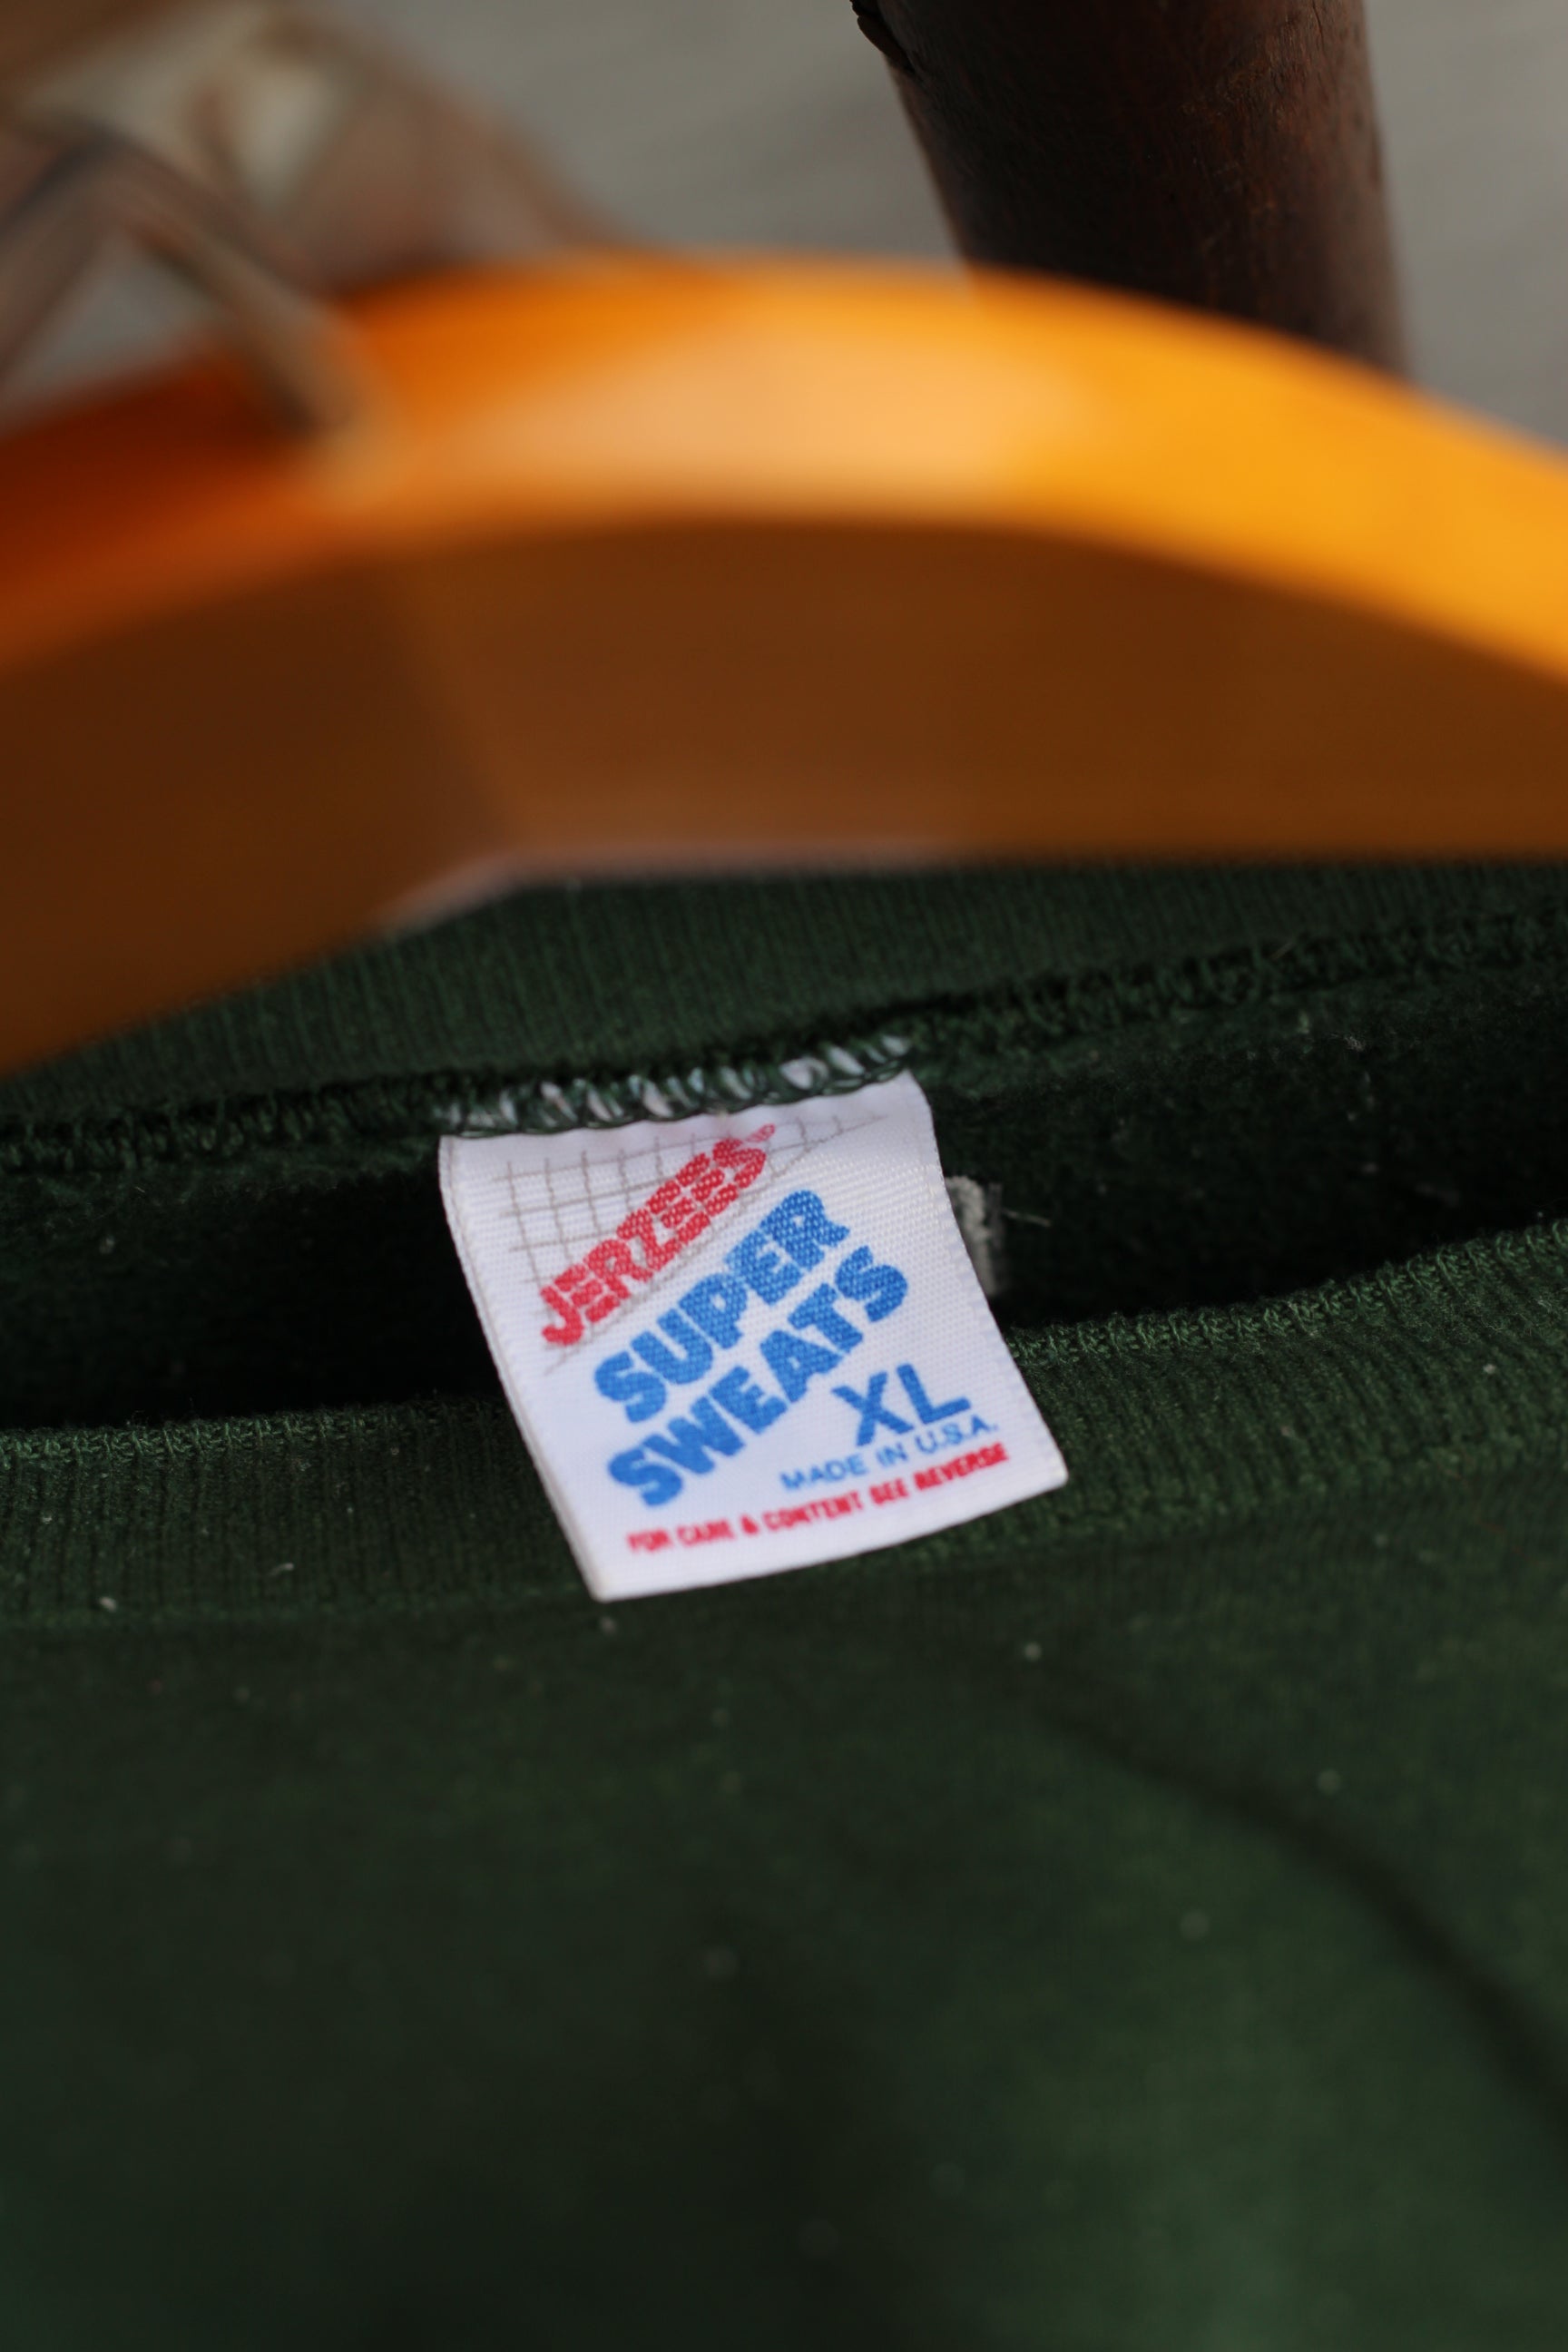 JERZEES
SUPER
SWEATS
XL
MADE IN U.S.A.
FOR CARE & CONTENT SEE REVERSE